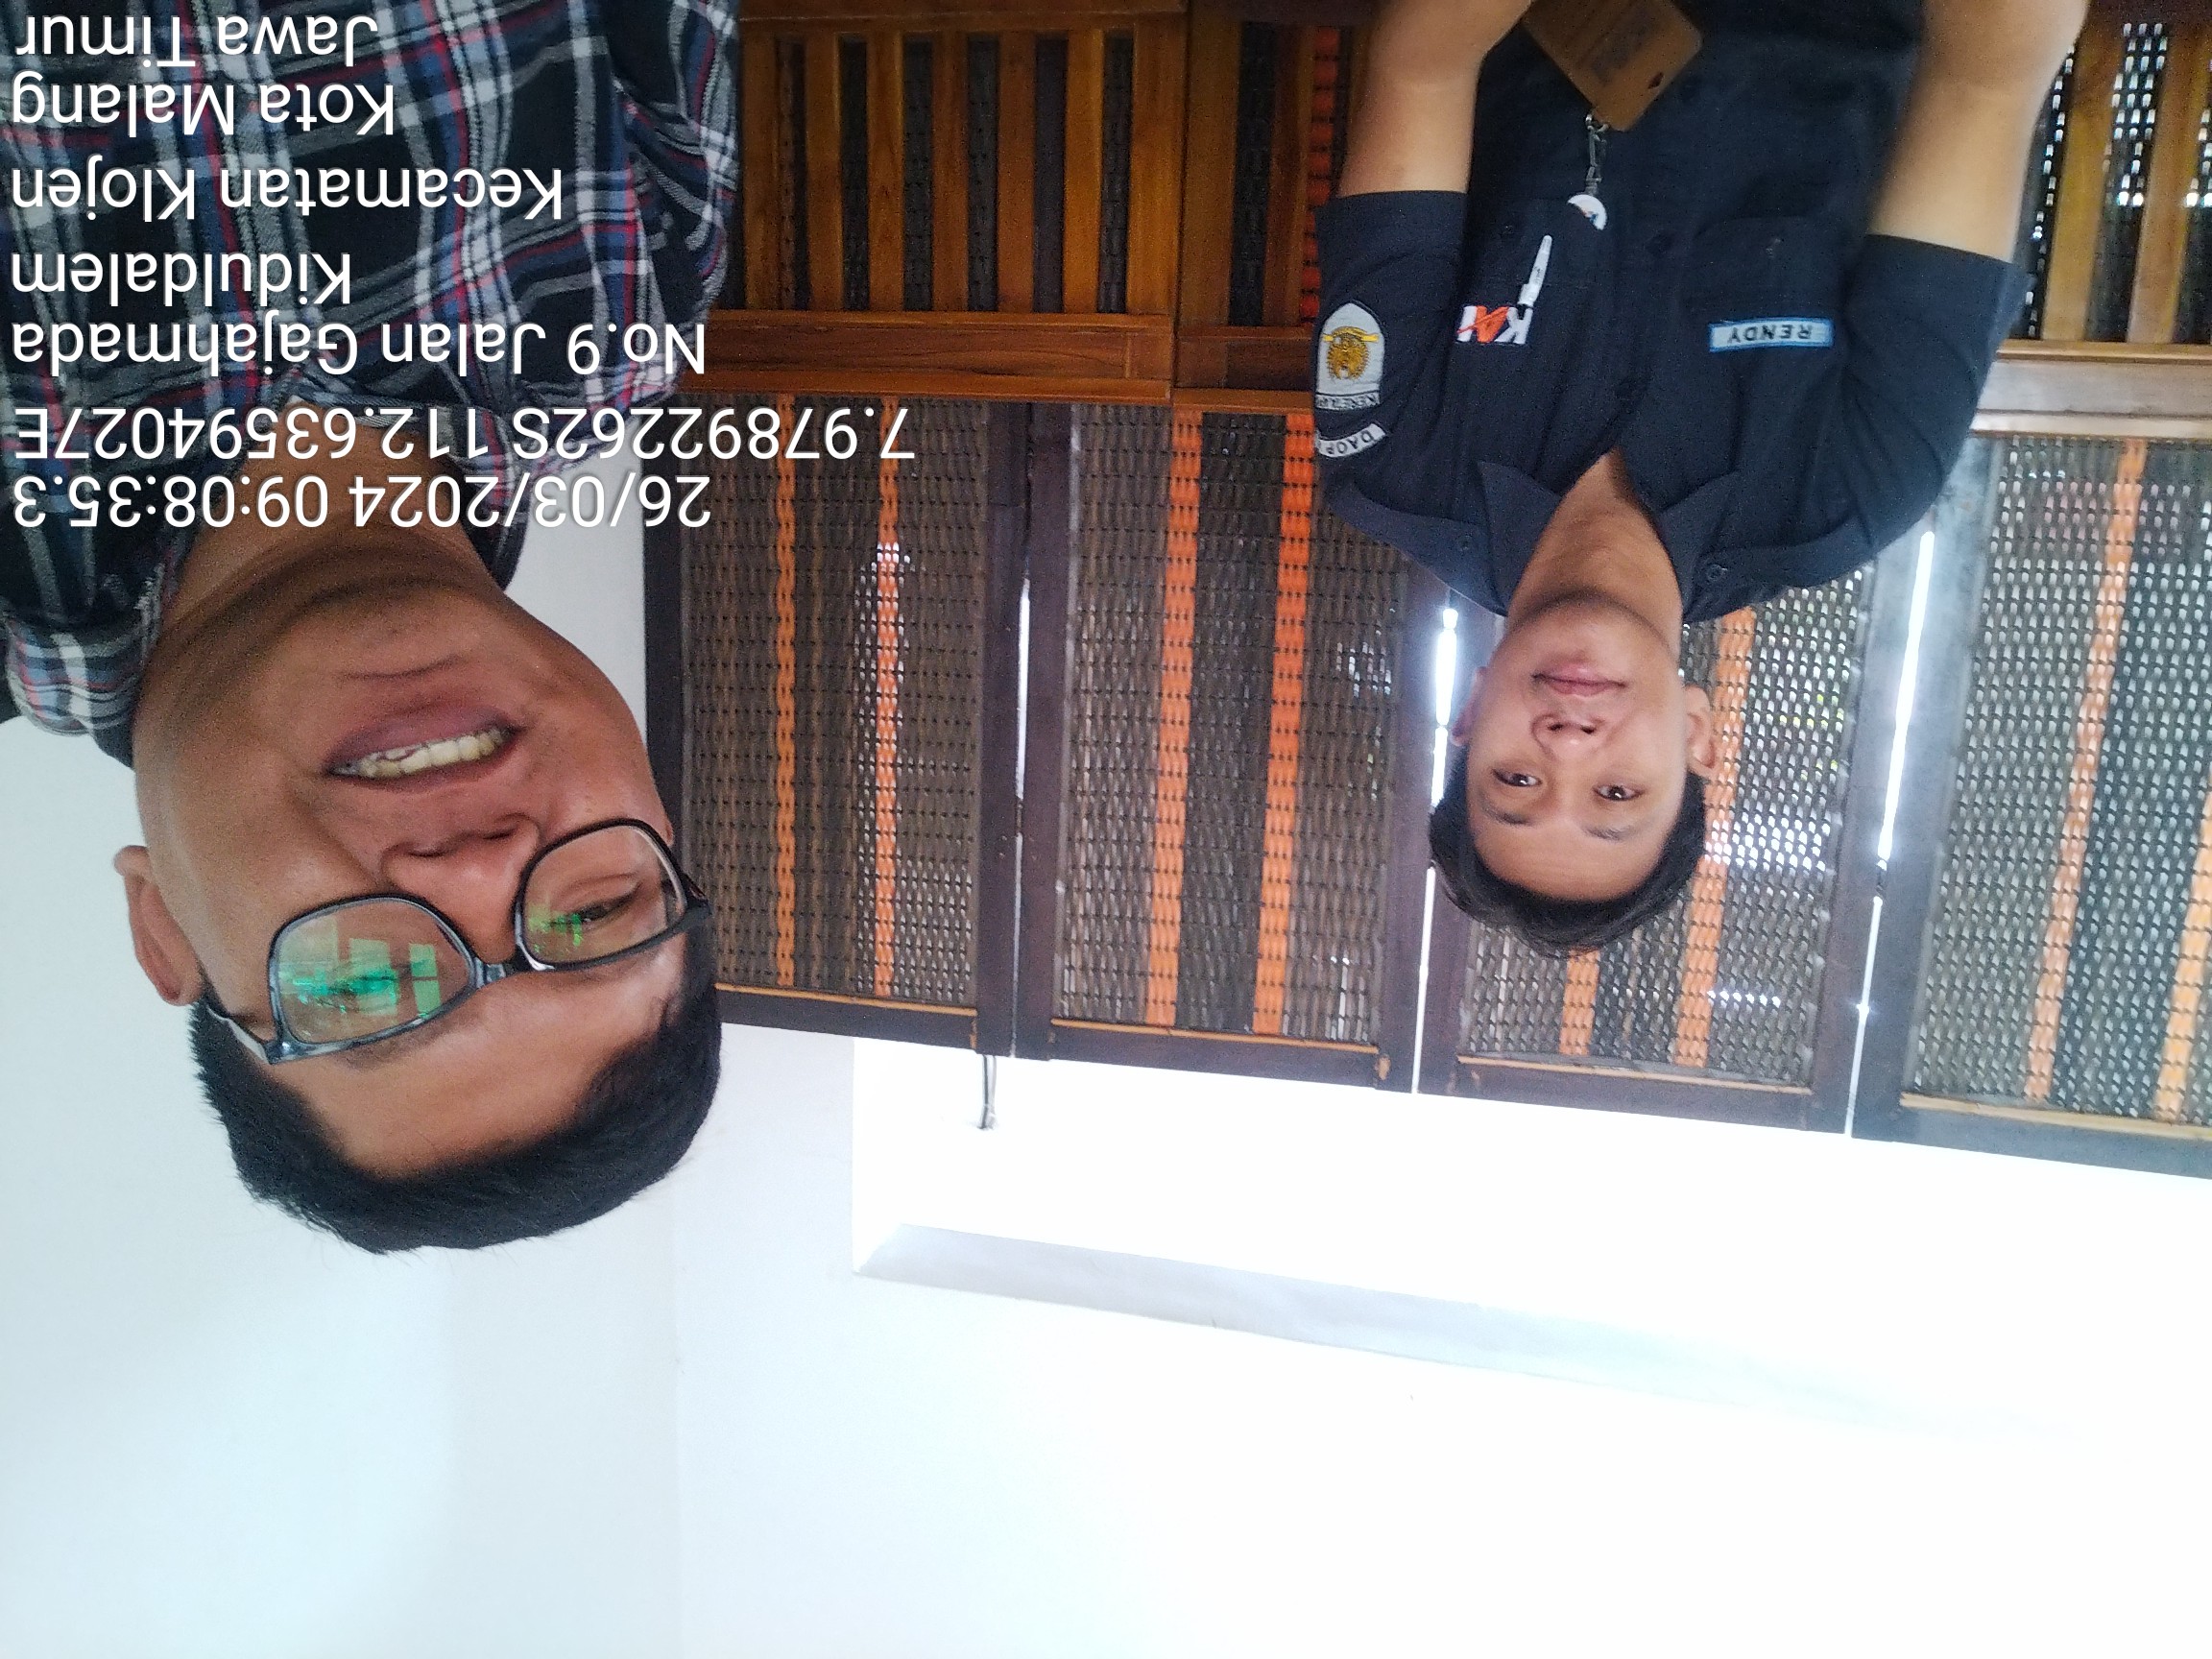 RENDY
KAI
DAOP
26/03/2024 09:08:35.3
7.97892262S 112.63594027E
No.9 Jalan Gajahmada
Kiduldalem
Kecamatan Klojen
Kota Malang
Jawa Timur